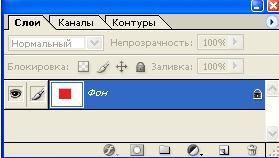 Слои Каналы Контуры
Нормальный Непрозрачность: 100%
Блокировка: Заливка: 100%
Фон